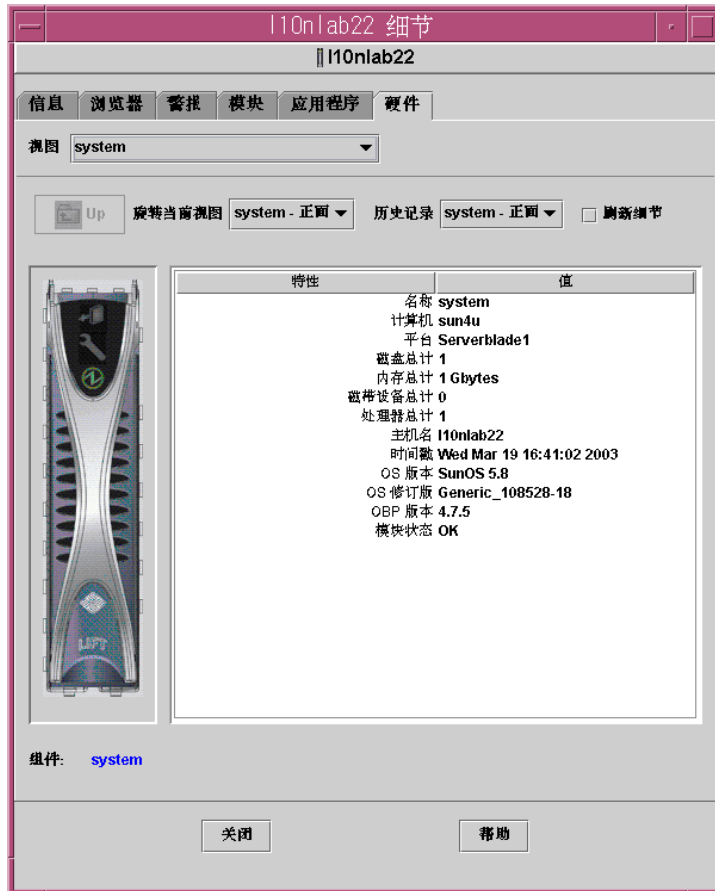 l10nlab22 细节
l10nlab22
信息 浏览器 警报 模块 应用程序 硬件
视图 system
Up 旋转当前视图 system - 正面 历史记录 system - 正面 刷新细节
特性 值
名称 system
计算机 sun4u
平台 Serverblade1
磁盘总计 1
内存总计 1 Gbytes
磁带设备总计 0
处理器总计 1
主机名 l10nlab22
时间戳 Wed Mar 19 16:41:02 2003
OS 版本 SunOS 5.8
OS 修订版 Generic_108528-18
OBP 版本 4.7.5
模块状态 OK
LIFT
组件: system
关闭 帮助